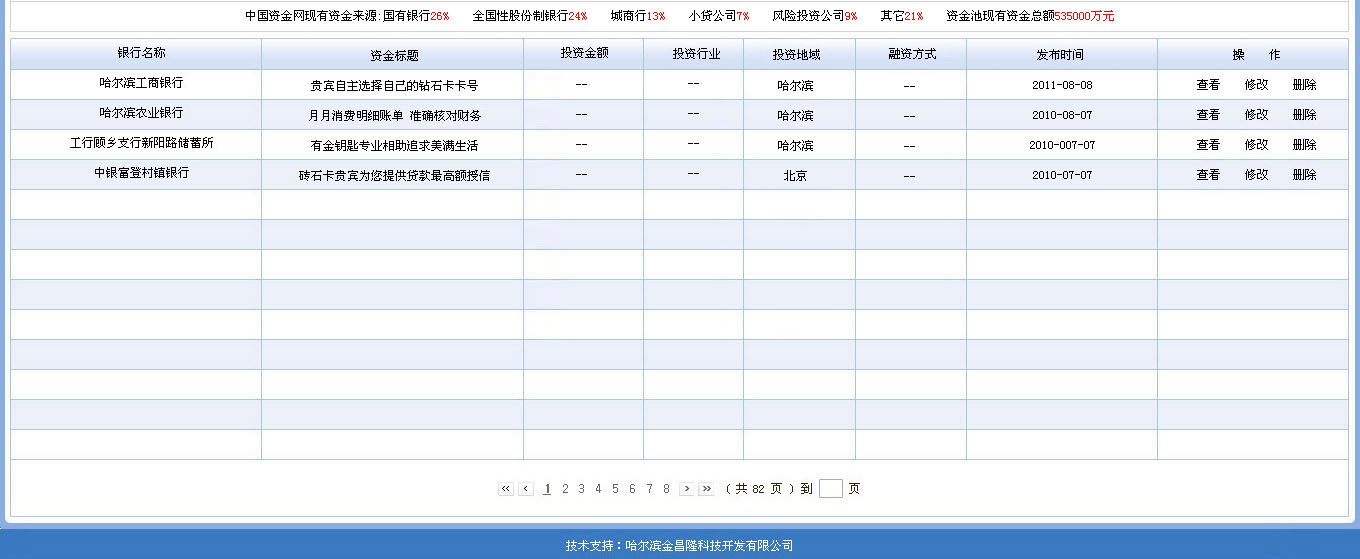 中国资金网现有资金来源:国有银行26% 全国性股份制银行24% 城商行13% 小贷公司7% 风险投资公司9% 其它21% 资金池现有资金总额535000万元
银行名称 资金标题 投资金额 投资行业 投资地域 融资方式 发布时间 操 作
哈尔滨工商银行 贵宾自主选择自己的钻石卡卡号 -- -- 哈尔滨 -- 2011-08-08 查看 修改 删除
哈尔滨农业银行 月月消费明细账单 准确核对财务 -- -- 哈尔滨 -- 2010-08-07 查看 修改 删除
工行顾乡支行新阳路储蓄所 有金钥匙专业相助追求美满生活 -- -- 哈尔滨 -- 2010-007-07 查看 修改 删除
中银富登村镇银行 砖石卡贵宾为您提供贷款最高额授信 -- -- 北京 -- 2010-07-07 查看 修改 删除
‹‹ ‹ 1 2 3 4 5 6 7 8 › ›› ( 共 82 页 ) 到 页
技术支持：哈尔滨金昌隆科技开发有限公司